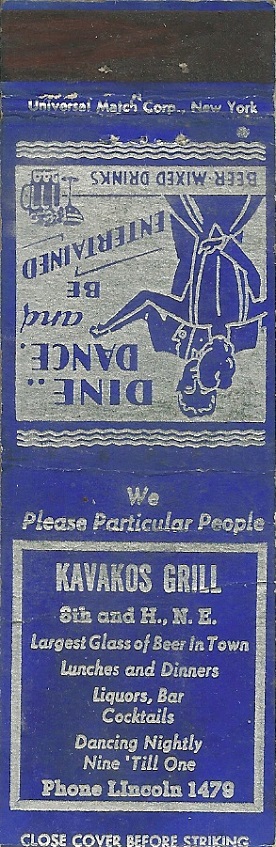 Universal Match Corp., New York
DINE..
DANCE.
and
BE
ENTERTAINED
BEER-MIXED DRINKS
We
Please Particular People
KAVAKOS GRILL
8th and H., N. E.
Largest Glass of Beer In Town
Lunches and Dinners
Liquors, Bar
Cocktails
Dancing Nightly
Nine 'Till One
Phone LIncoln 1479
CLOSE COVER BEFORE STRIKING